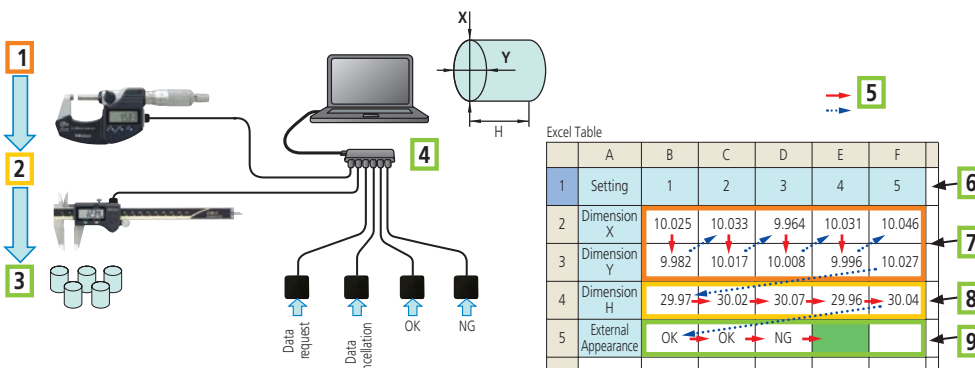 1
2
3
4
Data
request
Data
OK
NG
X
Y
H
5
Excel Table
A B C D E F
1 Setting 1 2 3 4 5
6
2 Dimension X 10.025 10.033 9.964 10.031 10.046
7
3 Dimension Y 9.982 10.017 10.008 9.996 10.027
4 Dimension H 29.97 30.02 30.07 29.96 30.04
8
5 External Appearance OK OK NG
9